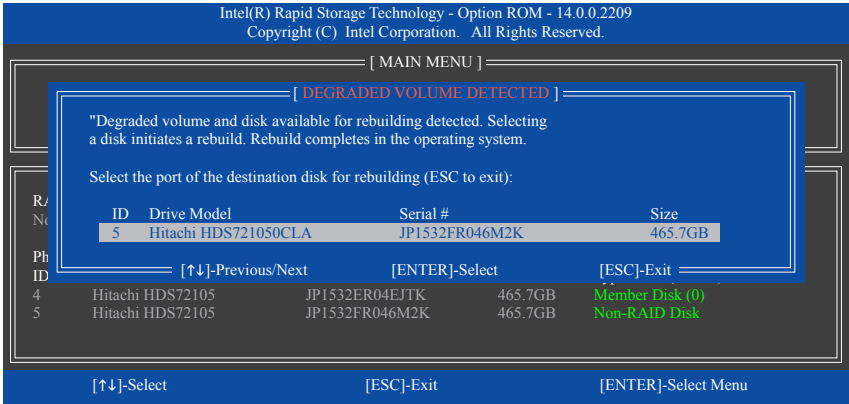 Intel(R) Rapid Storage Technology - Option ROM - 14.0.0.2209
Copyright (C) Intel Corporation. All Rights Reserved.
[ MAIN MENU ]
[ DEGRADED VOLUME DETECTED ]
"Degraded volume and disk available for rebuilding detected. Selecting
a disk initiates a rebuild. Rebuild completes in the operating system.
Select the port of the destination disk for rebuilding (ESC to exit):
ID Drive Model Serial # Size
5 Hitachi HDS721050CLA JP1532FR046M2K 465.7GB
[↑↓]-Previous/Next [ENTER]-Select [ESC]-Exit
ID
4 Hitachi HDS72105 JP1532ER04EJTK 465.7GB Member Disk (0)
5 Hitachi HDS72105 JP1532FR046M2K 465.7GB Non-RAID Disk
[↑↓]-Select [ESC]-Exit [ENTER]-Select Menu